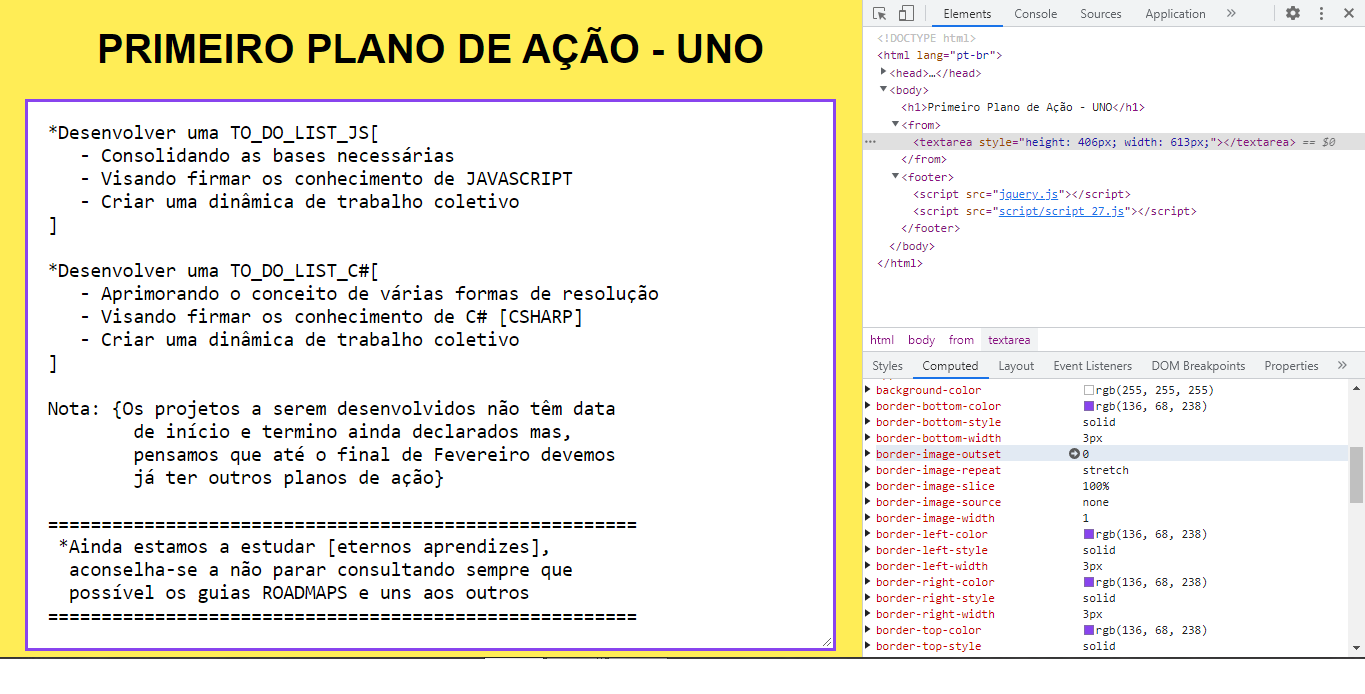 PRIMEIRO PLANO DE AÇÃO - UNO
*Desenvolver uma TO_DO_LIST_JS[
- Consolidando as bases necessárias
- Visando firmar os conhecimento de JAVASCRIPT
- Criar uma dinâmica de trabalho coletivo
]
*Desenvolver uma TO_DO_LIST_C#[
- Aprimorando o conceito de várias formas de resolução
- Visando firmar os conhecimento de C# [CSHARP]
- Criar uma dinâmica de trabalho coletivo
]
Nota: {Os projetos a serem desenvolvidos não têm data
de início e termino ainda declarados mas,
pensamos que até o final de Fevereiro devemos
já ter outros planos de ação}
=======================================================
*Ainda estamos a estudar [eternos aprendizes],
aconselha-se a não parar consultando sempre que
possível os guias ROADMAPS e uns aos outros
=======================================================
Elements Console Sources Application »
<!DOCTYPE html>
<html lang="pt-br">
<head>…</head>
<body>
<h1>Primeiro Plano de Ação - UNO</h1>
<from>
<textarea style="height: 406px; width: 613px;"></textarea> == $0
</from>
<footer>
<script src="jquery.js"></script>
<script src="script/script_27.js"></script>
</footer>
</body>
</html>
html body from textarea
Styles Computed Layout Event Listeners DOM Breakpoints Properties »
background-color rgb(255, 255, 255)
border-bottom-color rgb(136, 68, 238)
border-bottom-style solid
border-bottom-width 3px
border-image-outset 0
border-image-repeat stretch
border-image-slice 100%
border-image-source none
border-image-width 1
border-left-color rgb(136, 68, 238)
border-left-style solid
border-left-width 3px
border-right-color rgb(136, 68, 238)
border-right-style solid
border-right-width 3px
border-top-color rgb(136, 68, 238)
border-top-style solid